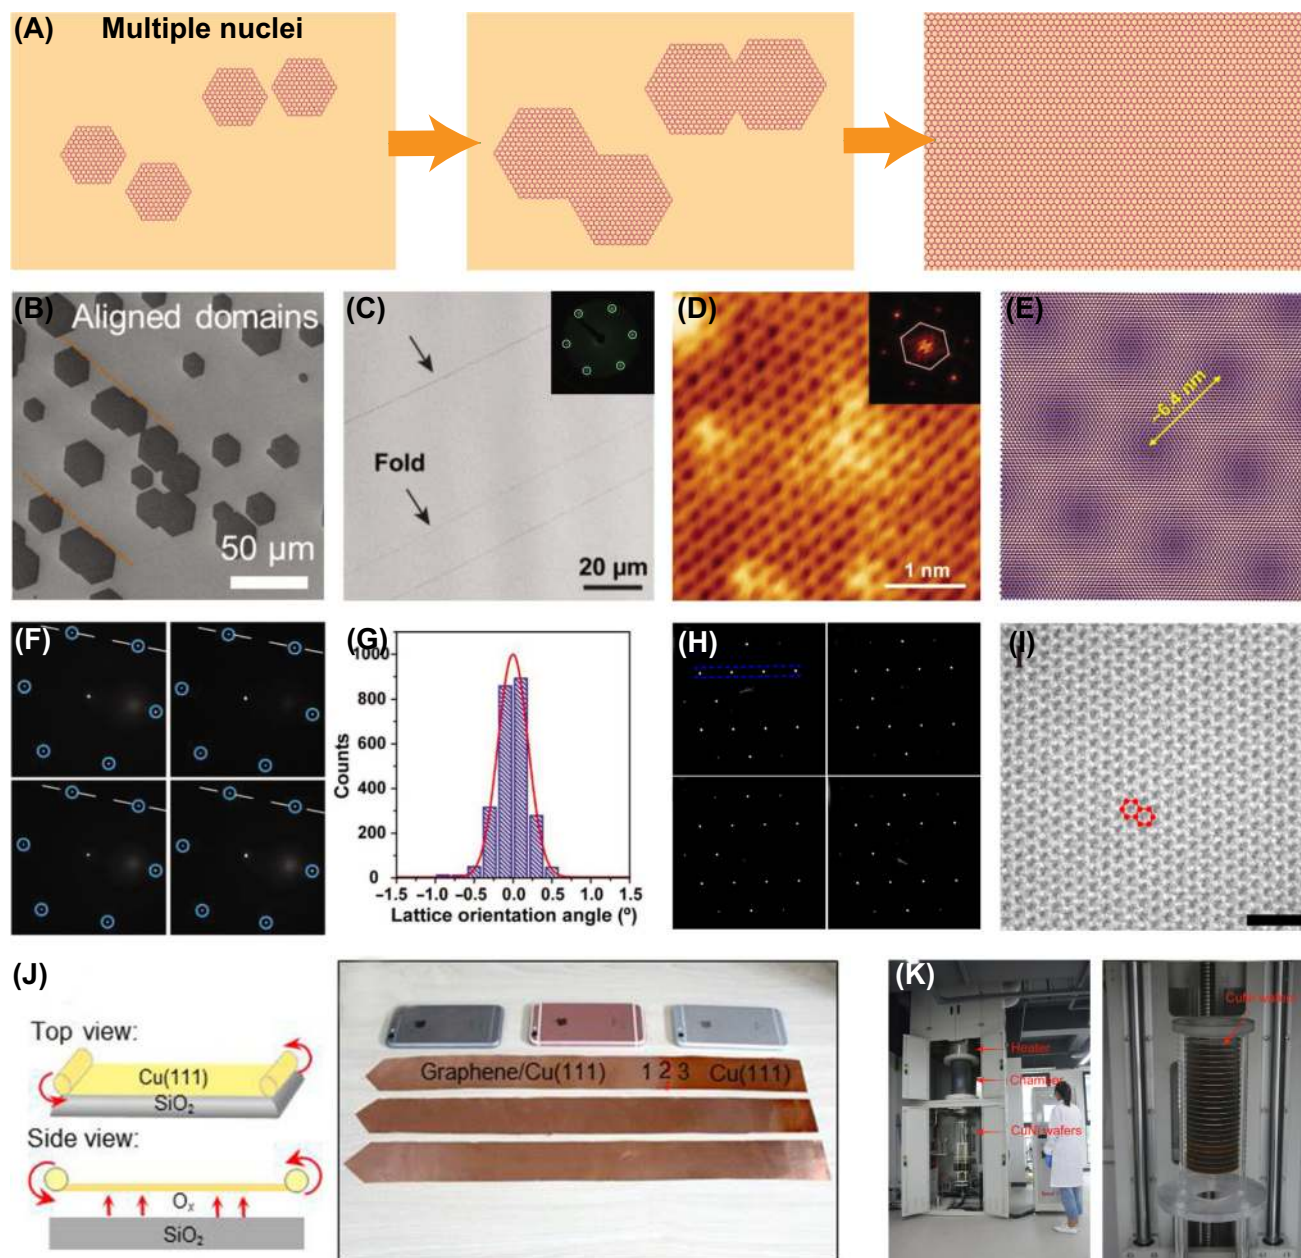 (A) Multiple nuclei
(B) Aligned domains
50 µm
(C)
Fold
20 µm
(D)
1 nm
(E)
~6.4 nm
(F)
(G)
1000
800
600
400
200
0
Counts
−1.5 −1.0 −0.5 0.0 0.5 1.0 1.5
Lattice orientation angle (º)
(H)
(I)
(J)
Top view:
Cu(111)
SiO₂
Side view:
Oₓ
SiO₂
Graphene/Cu(111) 1 2 3 Cu(111)
(K)
Heater
Chamber
CuNi wafers
CuNi wafers